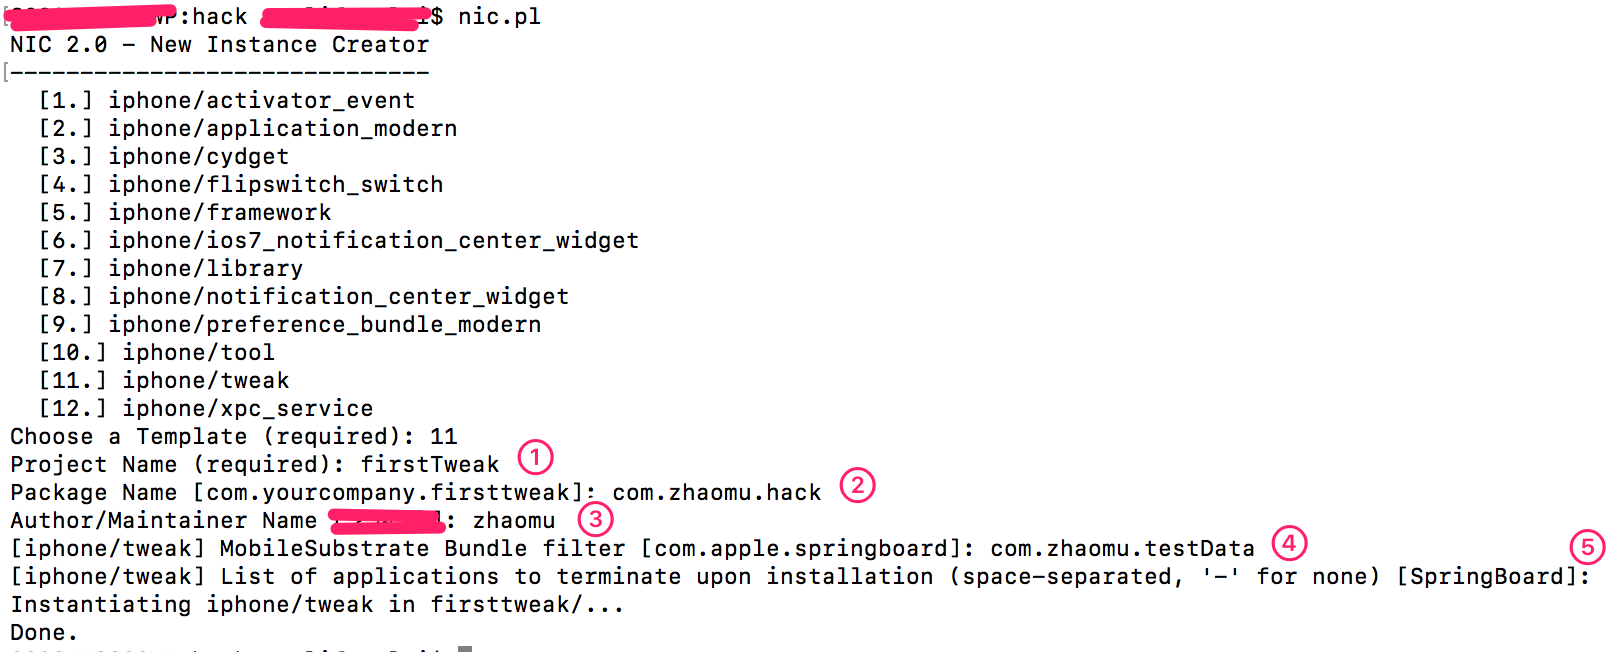 P:hack $ nic.pl
NIC 2.0 - New Instance Creator
------------------------------
[1.] iphone/activator_event
[2.] iphone/application_modern
[3.] iphone/cydget
[4.] iphone/flipswitch_switch
[5.] iphone/framework
[6.] iphone/ios7_notification_center_widget
[7.] iphone/library
[8.] iphone/notification_center_widget
[9.] iphone/preference_bundle_modern
[10.] iphone/tool
[11.] iphone/tweak
[12.] iphone/xpc_service
Choose a Template (required): 11
Project Name (required): firstTweak ①
Package Name [com.yourcompany.firsttweak]: com.zhaomu.hack ②
Author/Maintainer Name ]: zhaomu ③
[iphone/tweak] MobileSubstrate Bundle filter [com.apple.springboard]: com.zhaomu.testData ④ ⑤
[iphone/tweak] List of applications to terminate upon installation (space-separated, '-' for none) [SpringBoard]:
Instantiating iphone/tweak in firsttweak/...
Done.